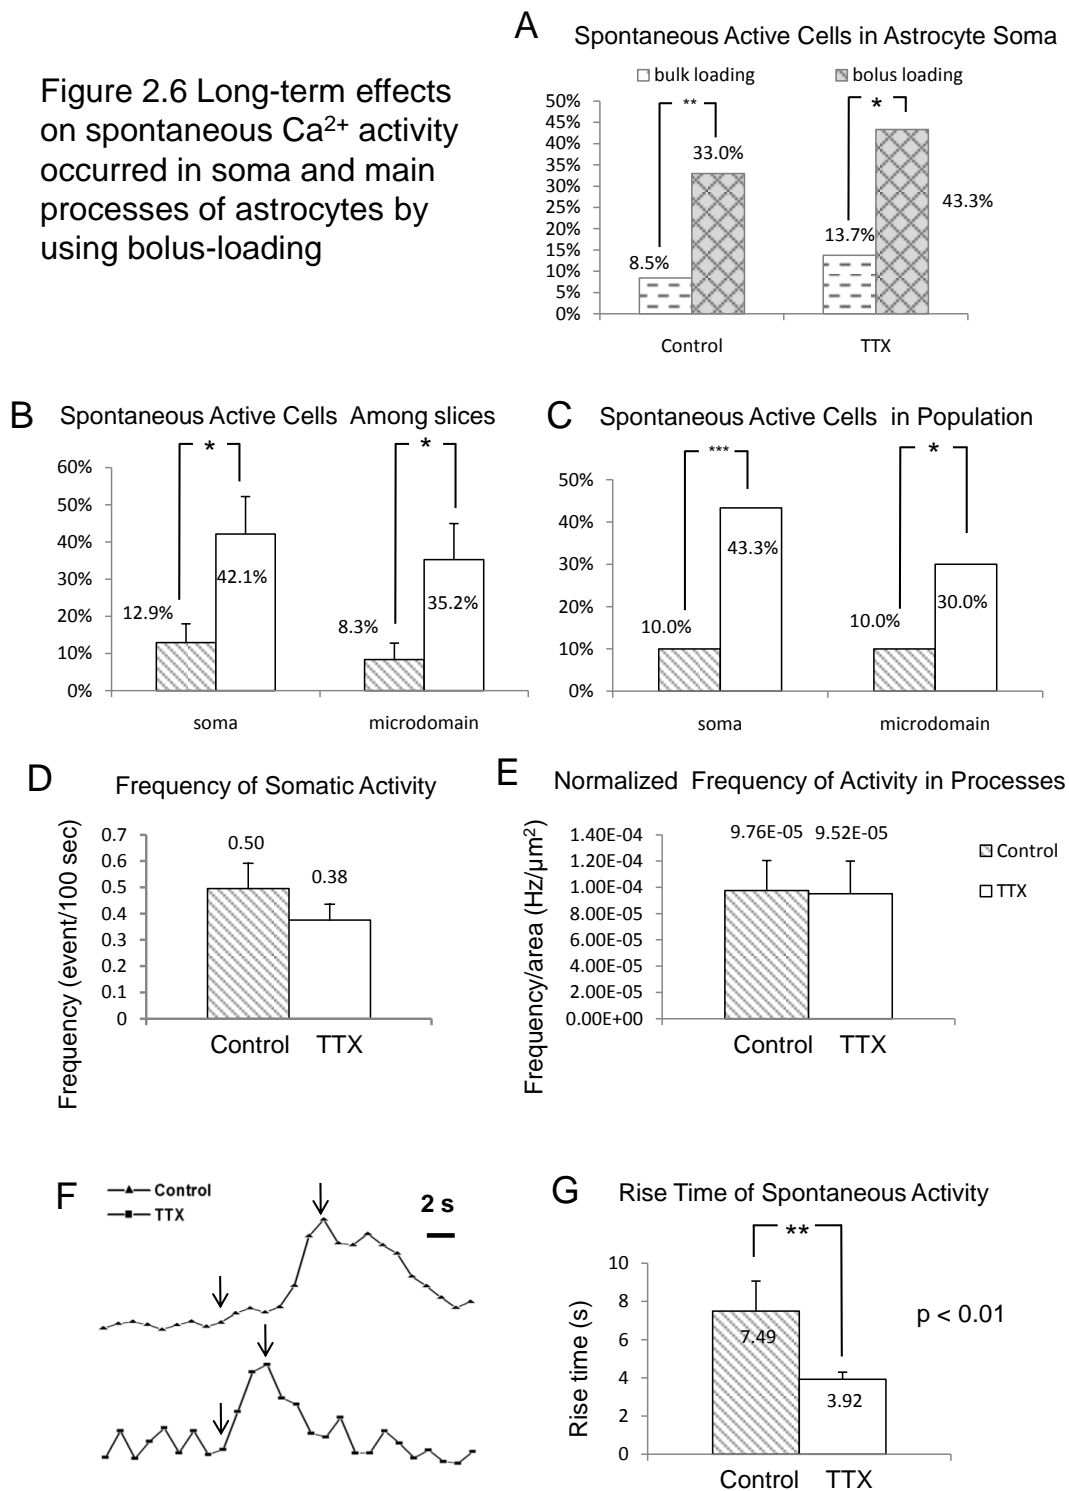 A
Spontaneous Active Cells in Astrocyte Soma
Figure 2.6 Long-term effects
on spontaneous Ca²⁺ activity
occurred in soma and main
processes of astrocytes by
using bolus-loading
bulk loading
bolus loading
50%
45%
40%
35%
30%
25%
20%
15%
10%
5%
0%
**
*
33.0%
8.5%
13.7%
43.3%
Control
TTX
B
Spontaneous Active Cells Among slices
60%
50%
40%
30%
20%
10%
0%
*
*
12.9%
42.1%
8.3%
35.2%
soma
microdomain
C
Spontaneous Active Cells in Population
50%
40%
30%
20%
10%
0%
***
*
10.0%
43.3%
10.0%
30.0%
soma
microdomain
D
Frequency of Somatic Activity
Frequency (event/100 sec)
0.7
0.6
0.5
0.4
0.3
0.2
0.1
0
0.50
0.38
Control
TTX
E
Normalized Frequency of Activity in Processes
Frequency/area (Hz/µm²)
1.40E-04
1.20E-04
1.00E-04
8.00E-05
6.00E-05
4.00E-05
2.00E-05
0.00E+00
9.76E-05
9.52E-05
Control
TTX
Control
TTX
F
Control
TTX
2 s
G
Rise Time of Spontaneous Activity
Rise time (s)
10
8
6
4
2
0
**
7.49
3.92
p < 0.01
Control
TTX